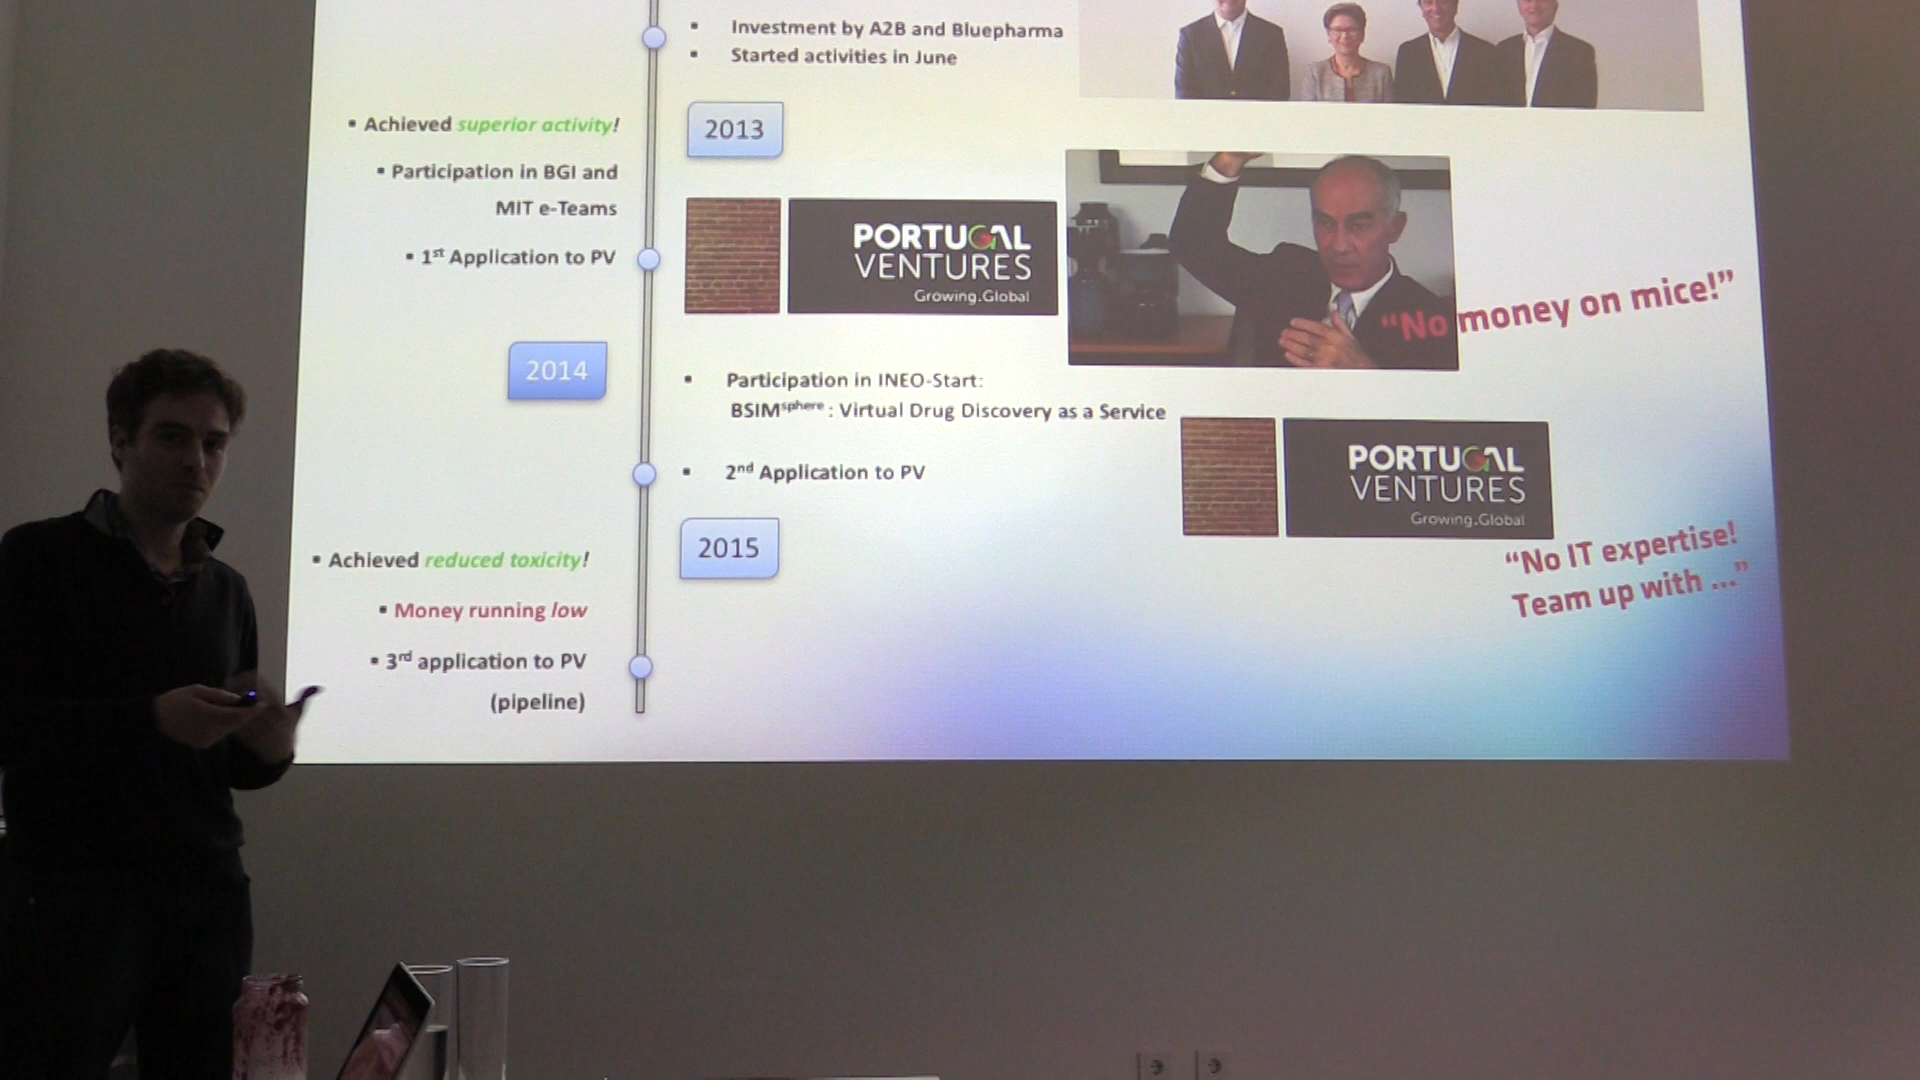 ▪ Investment by A2B and Bluepharma
▪ Started activities in June
2013
▪ Achieved superior activity!
▪ Participation in BGI and
MIT e-Teams
▪ 1st Application to PV
PORTUGAL
VENTURES
Growing.Global
“No money on mice!”
2014
▪ Participation in INEO-Start:
BSIMsphere : Virtual Drug Discovery as a Service
▪ 2nd Application to PV
PORTUGAL
VENTURES
Growing.Global
“No IT expertise!
Team up with ...”
2015
▪ Achieved reduced toxicity!
▪ Money running low
▪ 3rd application to PV
(pipeline)